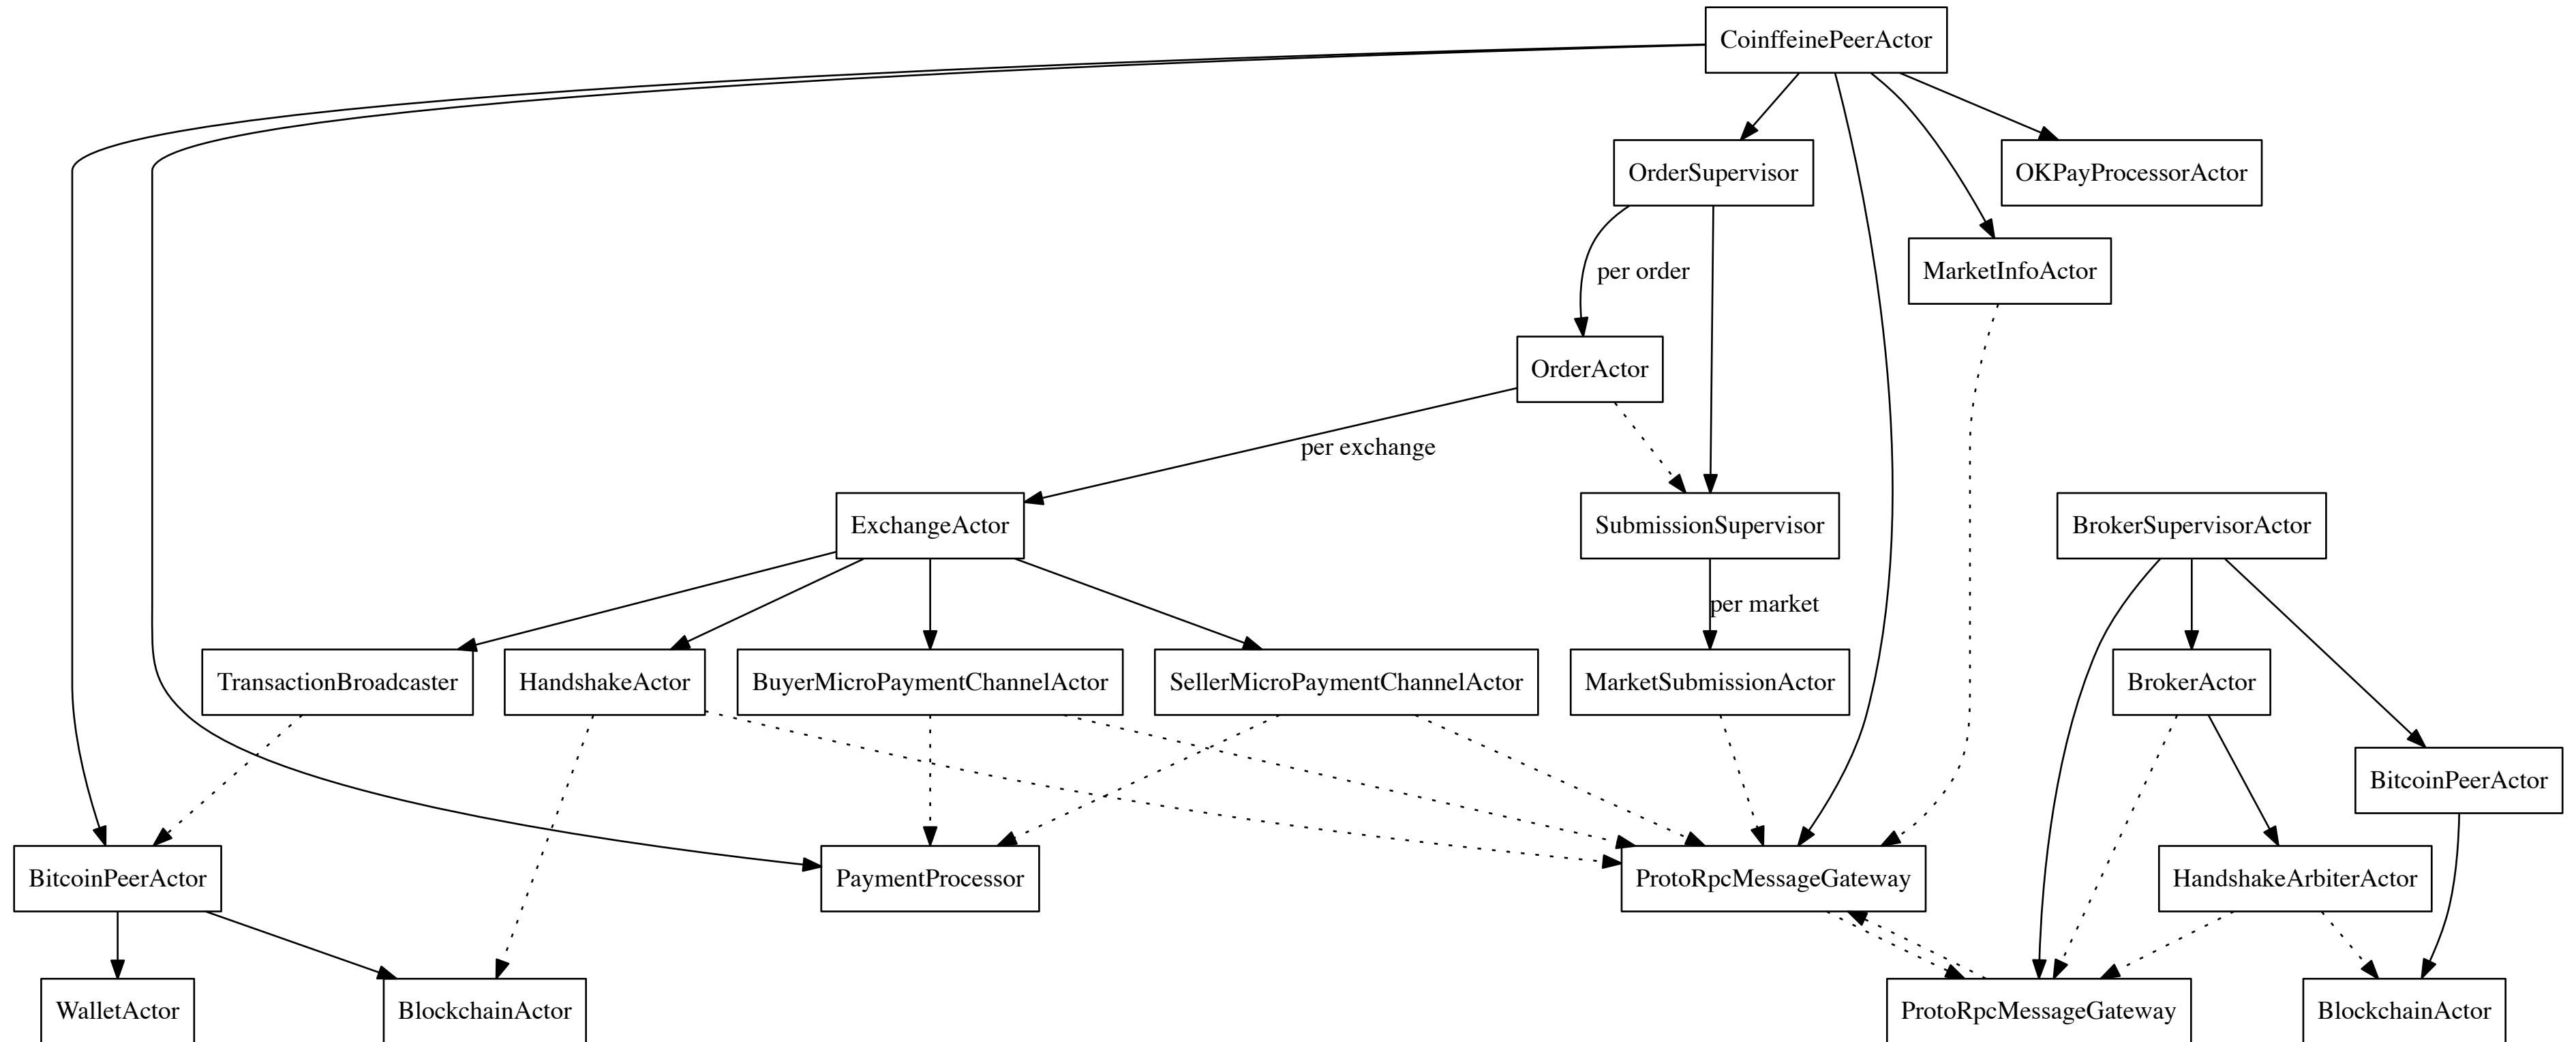 CoinffeinePeerActor
OrderSupervisor
OKPayProcessorActor
per order
MarketInfoActor
OrderActor
per exchange
ExchangeActor
SubmissionSupervisor
BrokerSupervisorActor
per market
TransactionBroadcaster
HandshakeActor
BuyerMicroPaymentChannelActor
SellerMicroPaymentChannelActor
MarketSubmissionActor
BrokerActor
BitcoinPeerActor
BitcoinPeerActor
PaymentProcessor
ProtoRpcMessageGateway
HandshakeArbiterActor
WalletActor
BlockchainActor
ProtoRpcMessageGateway
BlockchainActor